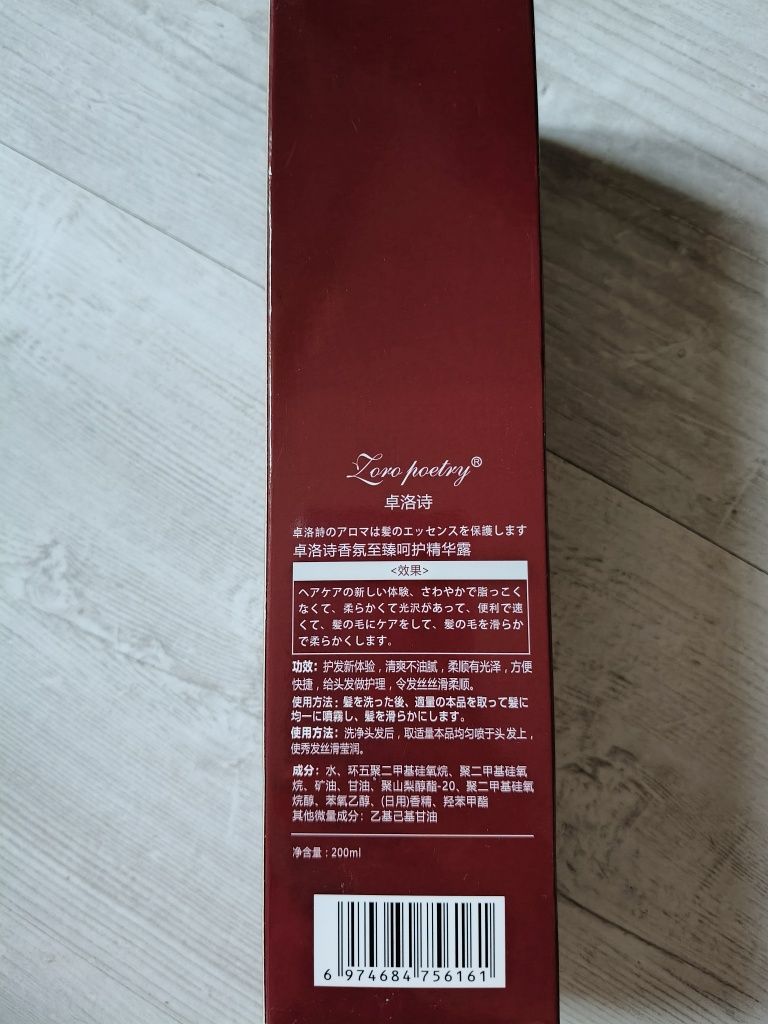 Zoro poetry®
卓洛诗
卓洛詩のアロマは髪のエッセンスを保護します
卓洛诗香氛至臻呵护精华露
<效果>
ヘアケアの新しい体験、さわやかで脂っこく
なくて、柔らかくて光沢があって、便利で速
くて、髪の毛にケアをして、髪の毛を滑らか
で柔らかくします。
功效：护发新体验，清爽不油腻，柔顺有光泽，方便
快捷，给头发做护理，令发丝丝滑柔顺。
使用方法：髪を洗った後、適量の本品を取って髪に
均一に噴霧し、髪を滑らかにします。
使用方法：洗净头发后，取适量本品均匀喷于头发上，
使秀发丝滑莹润。
成分：水、环五聚二甲基硅氧烷、聚二甲基硅氧
烷、矿油、甘油、聚山梨醇酯-20、聚二甲基硅氧
烷醇、苯氧乙醇、(日用)香精、羟苯甲酯
其他微量成分：乙基己基甘油
净含量：200ml
6 974684 756161